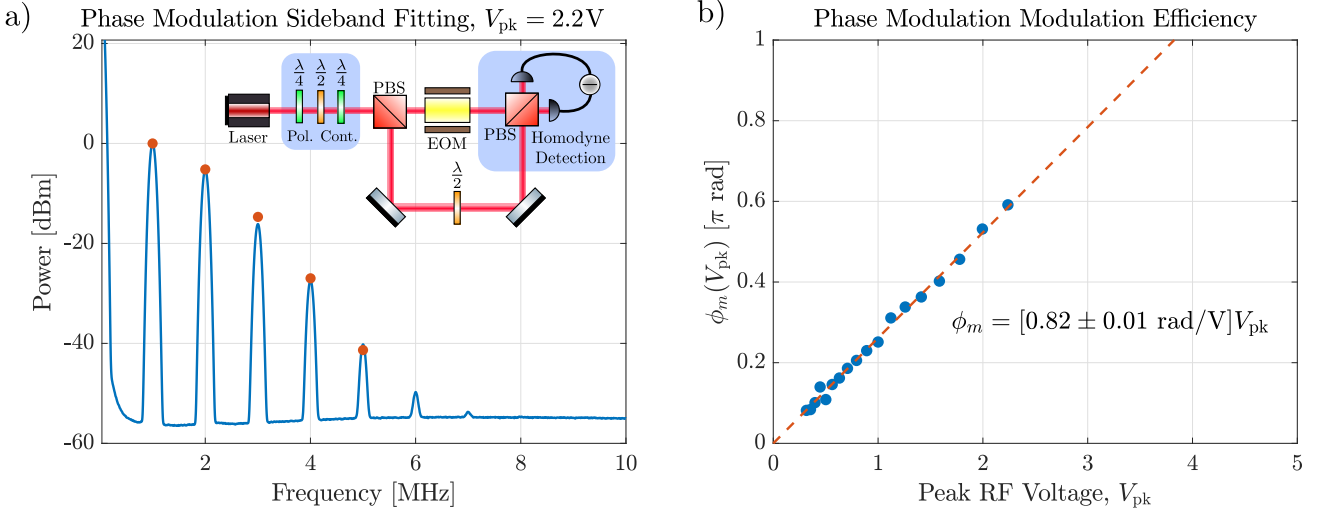 a)
Phase Modulation Sideband Fitting, V_pk = 2.2V
20
0
-20
-40
-60
2
4
6
8
10
Power [dBm]
Frequency [MHz]
Laser
λ/4
λ/2
λ/4
Pol. Cont.
PBS
EOM
PBS
Homodyne
Detection
λ/2
b)
Phase Modulation Modulation Efficiency
1
0.8
0.6
0.4
0.2
0
0
1
2
3
4
5
ϕ_m(V_pk) [π rad]
ϕ_m = [0.82 ± 0.01 rad/V]V_pk
Peak RF Voltage, V_pk